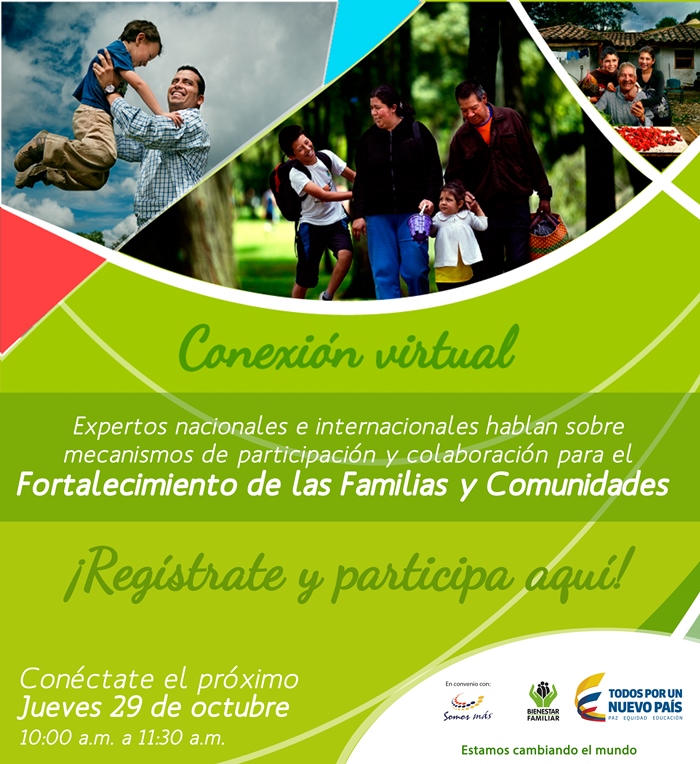 Conexión virtual
Expertos nacionales e internacionales hablan sobre
mecanismos de participación y colaboración para el
Fortalecimiento de las Familias y Comunidades
¡Regístrate y participa aquí!
Conéctate el próximo
Jueves 29 de octubre
10:00 a.m. a 11:30 a.m.
En convenio con:
Somos más
BIENESTAR
FAMILIAR
TODOS POR UN
NUEVO PAÍS
PAZ EQUIDAD EDUCACIÓN
Estamos cambiando el mundo